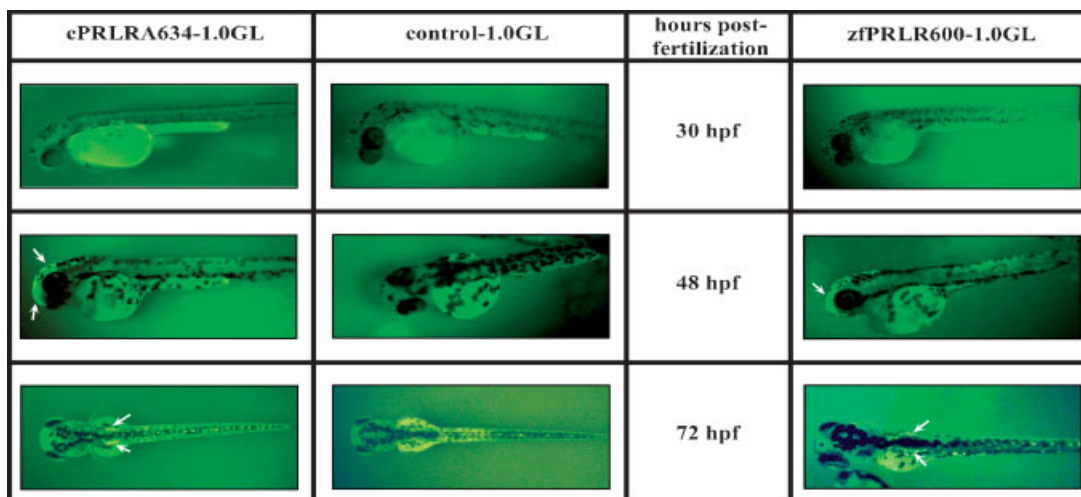 cPRLRA634-1.0GL
control-1.0GL
hours post-
fertilization
zfPRLR600-1.0GL
30 hpf
48 hpf
72 hpf